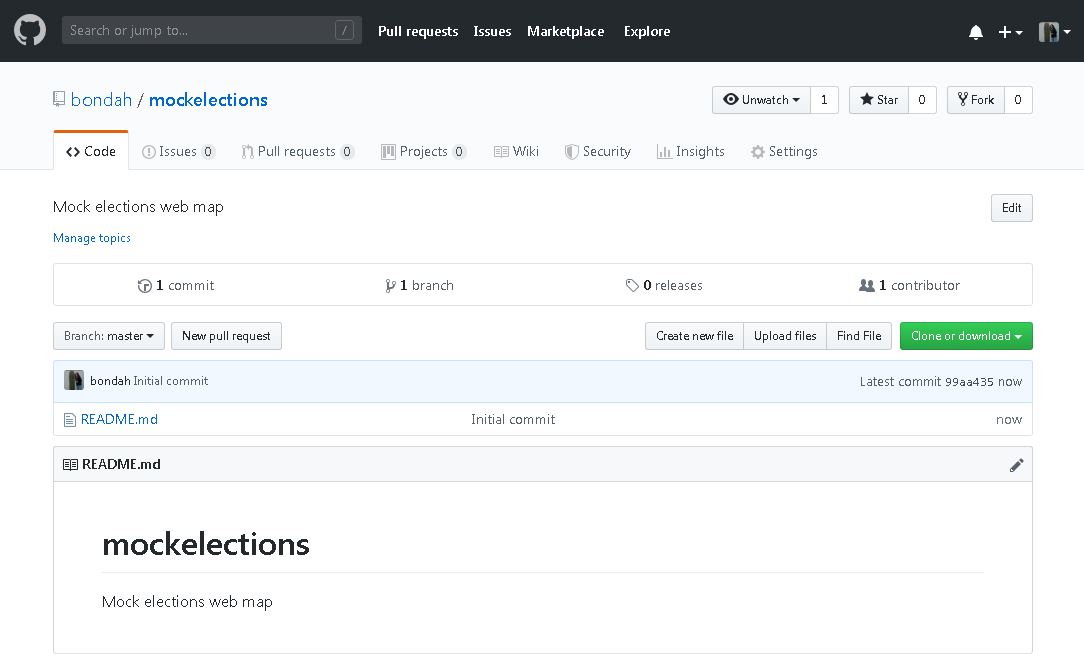 Search or jump to... / Pull requests Issues Marketplace Explore
bondah / mockelections Unwatch 1 Star 0 Fork 0
Code Issues 0 Pull requests 0 Projects 0 Wiki Security Insights Settings
Mock elections web map Edit
Manage topics
1 commit 1 branch 0 releases 1 contributor
Branch: master New pull request Create new file Upload files Find File Clone or download
bondah Initial commit Latest commit 99aa435 now
README.md Initial commit now
README.md
mockelections
Mock elections web map